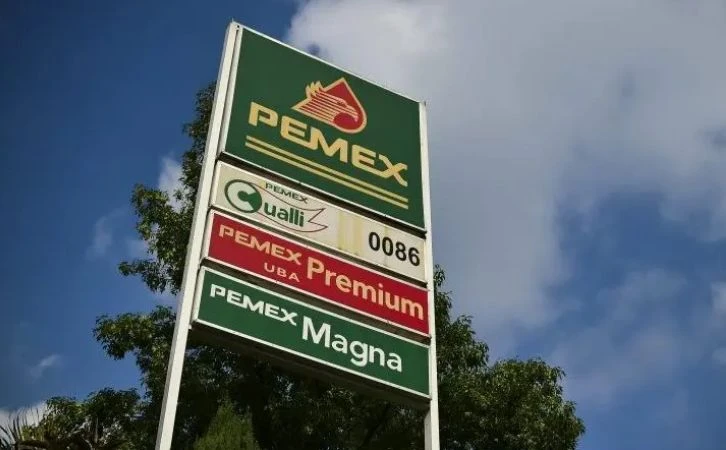 PEMEX
PEMEX
Cualli
0086
PEMEX Premium
UBA
PEMEX Magna